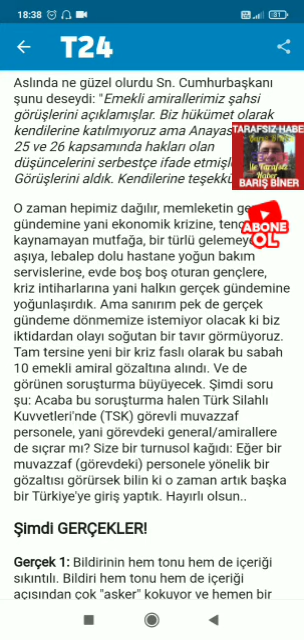 18:38
81
T24
Aslında ne güzel olurdu Sn. Cumhurbaşkanı
şunu deseydi: "Emekli amirallerimiz şahsi
görüşlerini açıklamışlar. Biz hükümet olarak
kendilerine katılmıyoruz ama Anayas
25 ve 26 kapsamında hakları olan
düşüncelerini serbestçe ifade etmişle
Görüşlerini aldık. Kendilerine teşekkü
TARAFSIZ HABE
Barış Biner
ile Tarafsız
Haber
BARIŞ BİNER
O zaman hepimiz dağılır, memleketin ge
gündemine yani ekonomik krizine, tenc
kaynamayan mutfağa, bir türlü gelemeye
aşıya, lebalep dolu hastane yoğun bakım
servislerine, evde boş boş oturan gençlere,
kriz intiharlarına yani halkın gerçek gündemine
yoğunlaşırdık. Ama sanırım pek de gerçek
gündeme dönmemize istemiyor olacak ki biz
iktidardan olayı soğutan bir tavır görmüyoruz.
Tam tersine yeni bir kriz faslı olarak bu sabah
10 emekli amiral gözaltına alındı. Ve de
görünen soruşturma büyüyecek. Şimdi soru
şu: Acaba bu soruşturma halen Türk Silahlı
Kuvvetleri'nde (TSK) görevli muvazzaf
personele, yani görevdeki general/amirallere
de sıçrar mı? Size bir turnusol kağıdı: Eğer bir
muvazzaf (görevdeki) personele yönelik bir
gözaltısı görürsek bilin ki o zaman artık başka
bir Türkiye'ye giriş yaptık. Hayırlı olsun..
ABONE
OL
Şimdi GERÇEKLER!
Gerçek 1: Bildirinin hem tonu hem de içeriği
sıkıntılı. Bildiri hem tonu hem de içeriği
açısından çok "asker" kokuyor ve hemen bir